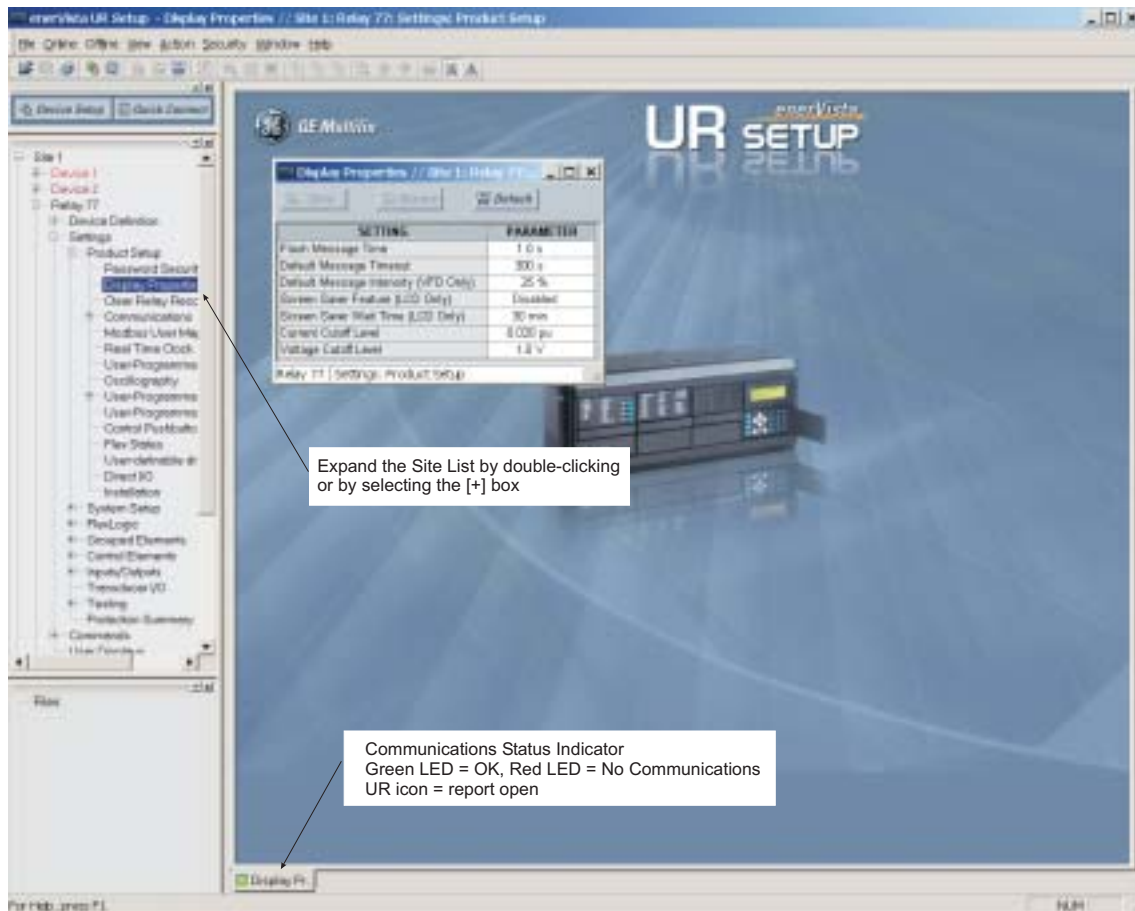 enerVista UR Setup - Display Properties // Site 1: Relay 77: Settings: Product Setup
File Online Offline View Action Security Window Help
Device Setup Quick Connect
Site 1
Device 1
Device 2
Relay 77
Device Definition
Settings
Product Setup
Password Securit
Display Propertie
Clear Relay Reco
Communications
Modbus User Ma
Real Time Clock
User-Programma
Oscillography
User-Programma
User-Programma
Control Pushbutto
Flex States
User-definable di
Direct I/O
Installation
System Setup
FlexLogic
Grouped Elements
Control Elements
Inputs/Outputs
Transducer I/O
Testing
Protection Summary
Commands
User Displays
Files
GE Multilin
enerVista
UR SETUP
Display Properties // Site 1: Relay 77:
Save Restore Default
SETTING PARAMETER
Flash Message Time 1.0 s
Default Message Timeout 300 s
Default Message Intensity (VFD Only) 25 %
Screen Saver Feature (LCD Only) Disabled
Screen Saver Wait Time (LCD Only) 30 min
Current Cutoff Level 0.020 pu
Voltage Cutoff Level 1.0 V
Relay 77 Settings: Product Setup
Expand the Site List by double-clicking
or by selecting the [+] box
Communications Status Indicator
Green LED = OK, Red LED = No Communications
UR icon = report open
Display Pr
For Help, press F1
NUM